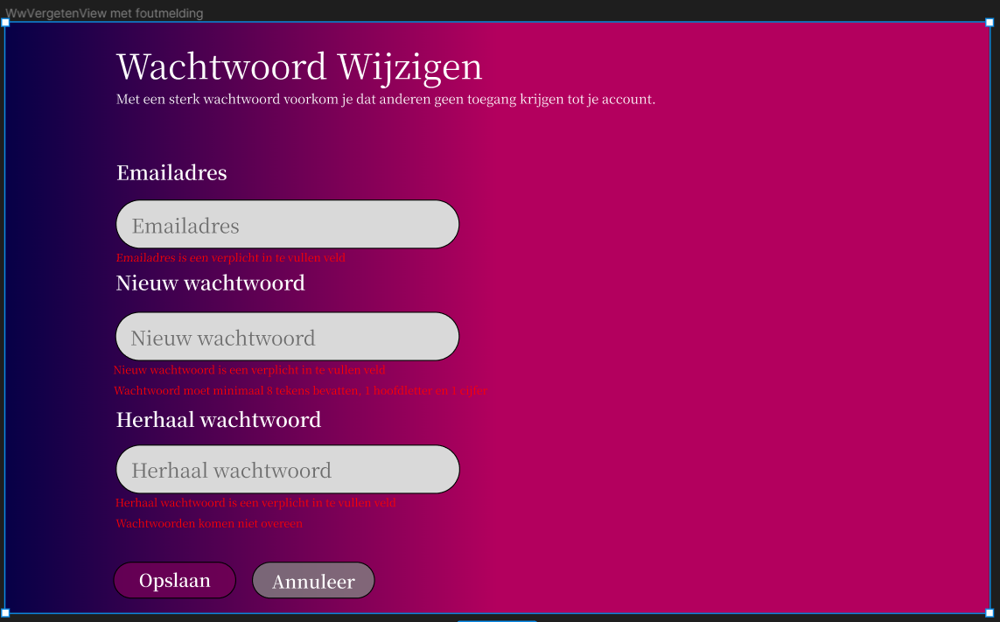 WwVergetenView met foutmelding
Wachtwoord Wijzigen
Met een sterk wachtwoord voorkom je dat anderen geen toegang krijgen tot je account.
Emailadres
Emailadres
Emailadres is een verplicht in te vullen veld
Nieuw wachtwoord
Nieuw wachtwoord
Nieuw wachtwoord is een verplicht in te vullen veld
Wachtwoord moet minimaal 8 tekens bevatten, 1 hoofdletter en 1 cijfer
Herhaal wachtwoord
Herhaal wachtwoord
Herhaal wachtwoord is een verplicht in te vullen veld
Wachtwoorden komen niet overeen
Opslaan
Annuleer